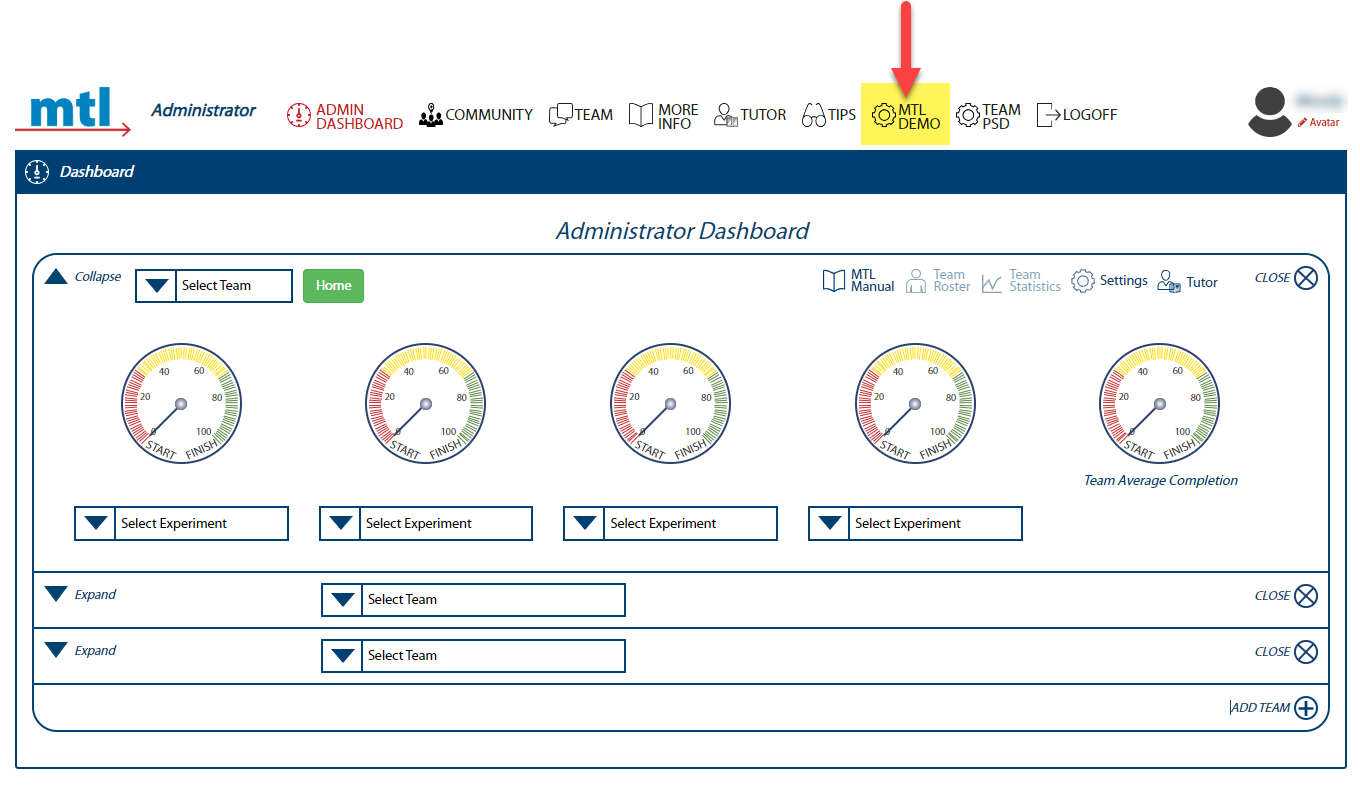 mtl
Administrator
ADMIN
DASHBOARD
COMMUNITY
TEAM
MORE
INFO
TUTOR
TIPS
MTL
DEMO
TEAM
PSD
LOGOFF
Avatar
Dashboard
Administrator Dashboard
Collapse
Select Team
Home
MTL
Manual
Team
Roster
Team
Statistics
Settings
Tutor
CLOSE
0 20 40 60 80 100
START FINISH
0 20 40 60 80 100
START FINISH
0 20 40 60 80 100
START FINISH
0 20 40 60 80 100
START FINISH
0 20 40 60 80 100
START FINISH
Team Average Completion
Select Experiment
Select Experiment
Select Experiment
Select Experiment
Expand
Select Team
CLOSE
Expand
Select Team
CLOSE
ADD TEAM